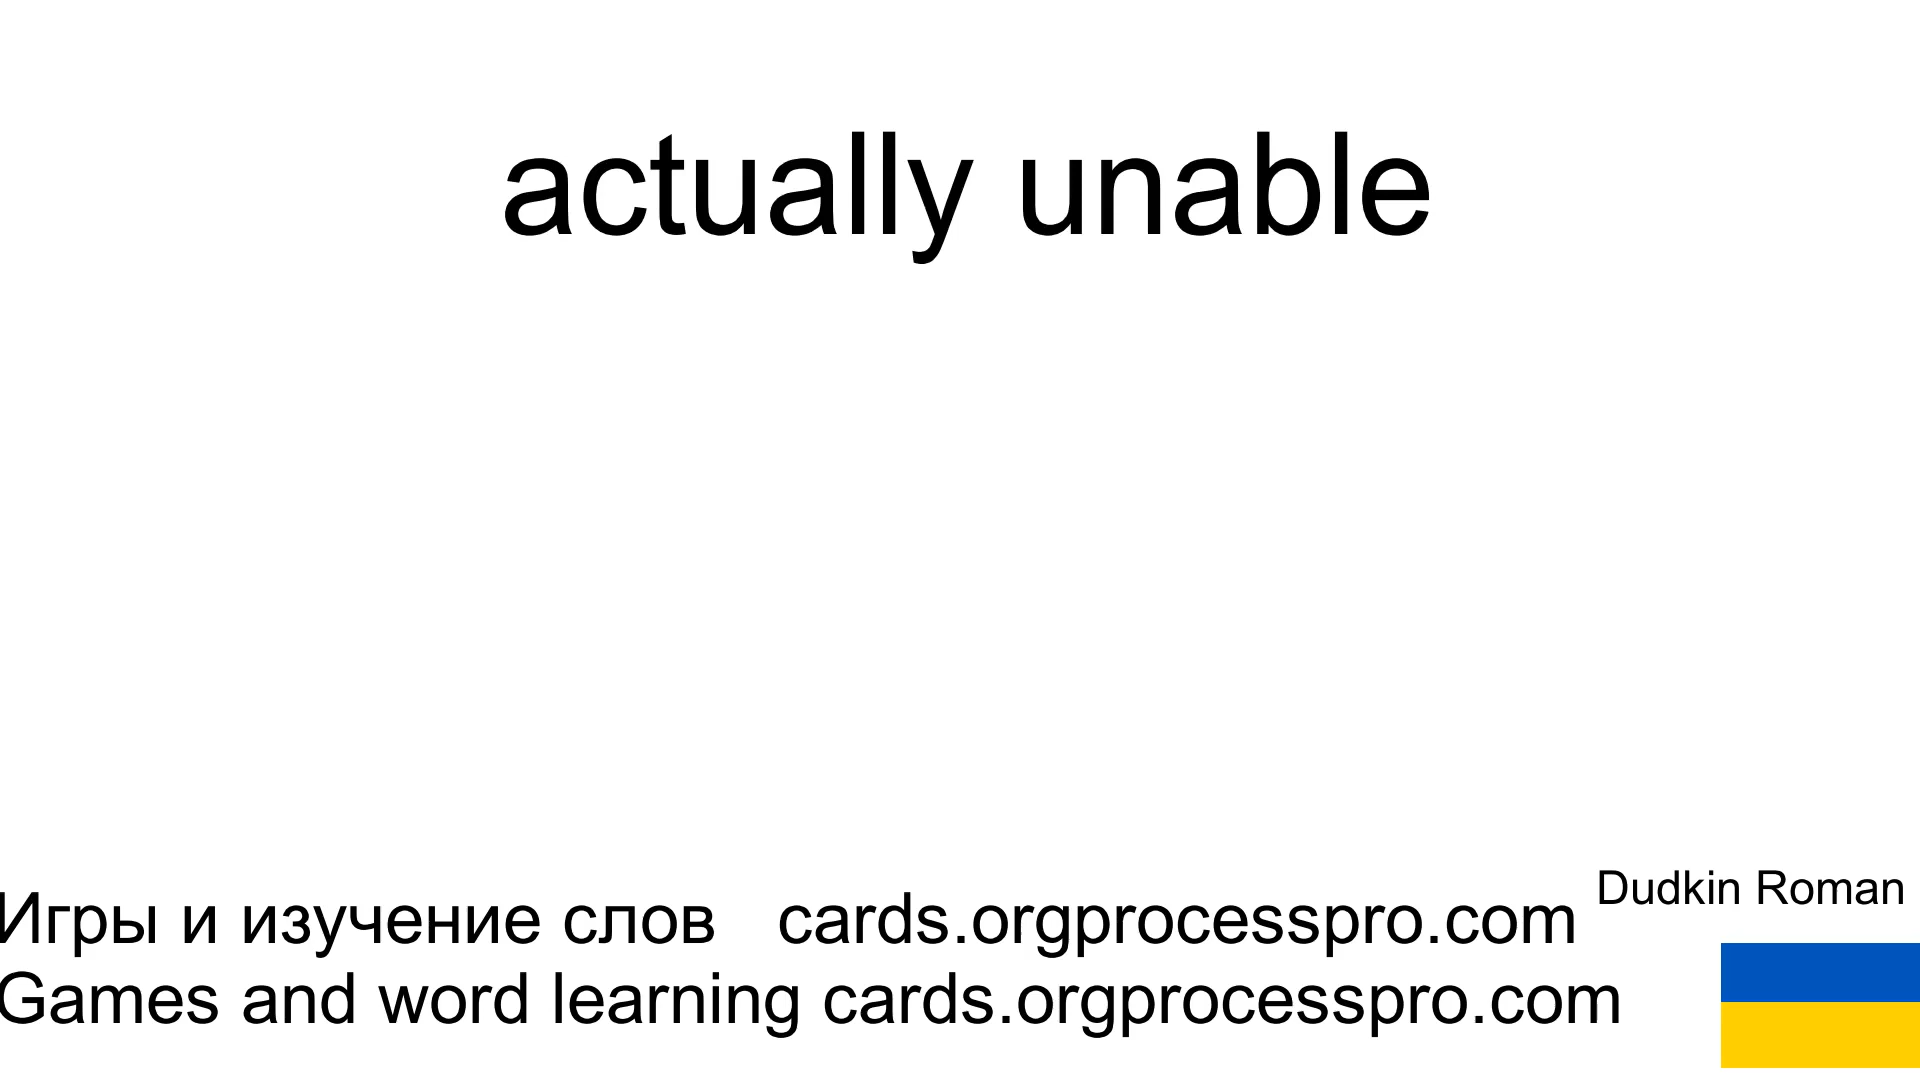 actually unable
Dudkin Roman
Игры и изучение слов cards.orgprocesspro.com
Games and word learning cards.orgprocesspro.com